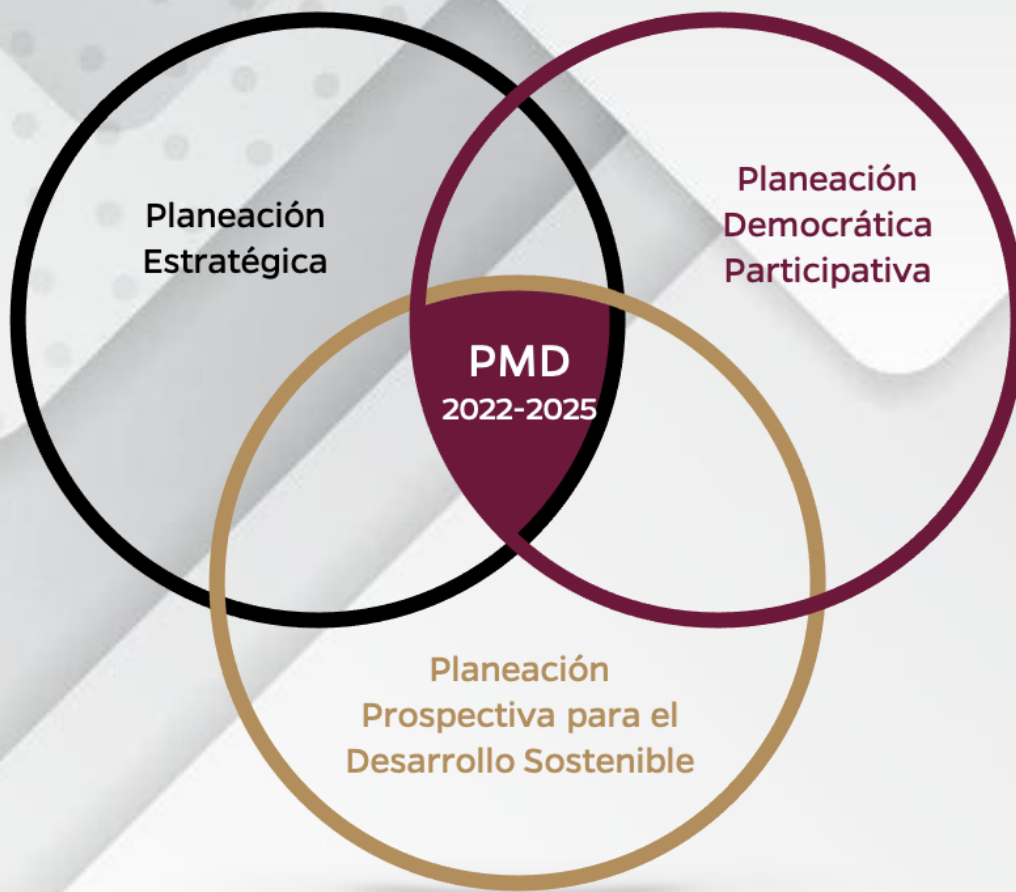 Planeación
Estratégica
Planeación
Democrática
Participativa
PMD
2022-2025
Planeación
Prospectiva para el
Desarrollo Sostenible